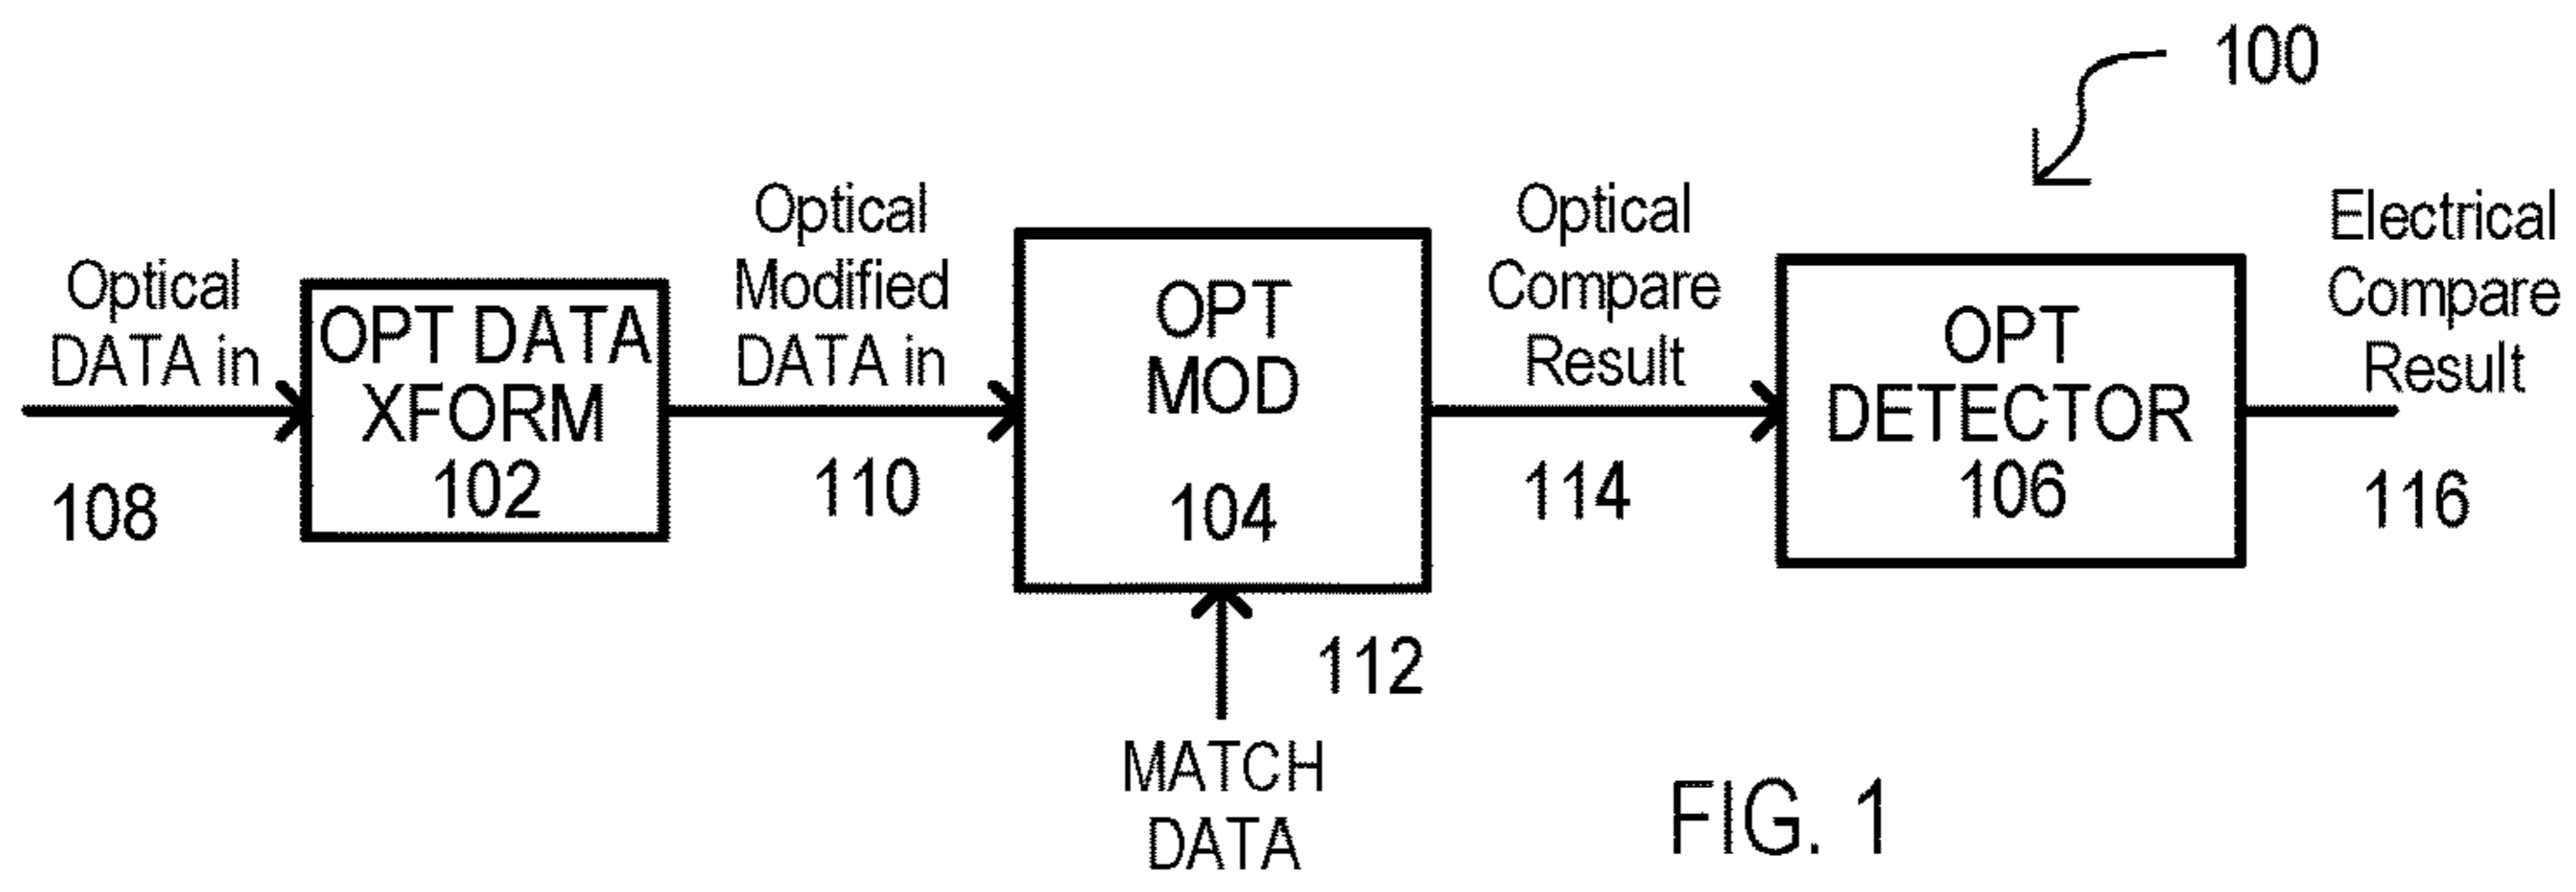 100
Optical
DATA in
108
OPT DATA
XFORM
102
Optical
Modified
DATA in
110
OPT
MOD
104
112
MATCH
DATA
Optical
Compare
Result
114
OPT
DETECTOR
106
Electrical
Compare
Result
116
FIG. 1